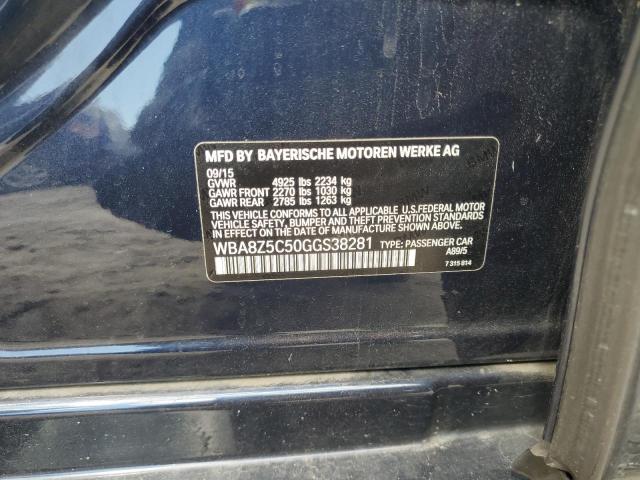 MFD BY BAYERISCHE MOTOREN WERKE AG
09/15
GVWR 4925 lbs 2234 kg
GAWR FRONT 2270 lbs 1030 kg
GAWR REAR 2785 lbs 1263 kg
THIS VEHICLE CONFORMS TO ALL APPLICABLE U.S.FEDERAL MOTOR
VEHICLE SAFETY, BUMPER, AND THEFT PREVENTION STANDARDS
IN EFFECT ON THE DATE OF MANUFACTURE SHOWN ABOVE.
WBA8Z5C50GGS38281 TYPE: PASSENGER CAR
A89/5
7 315 814